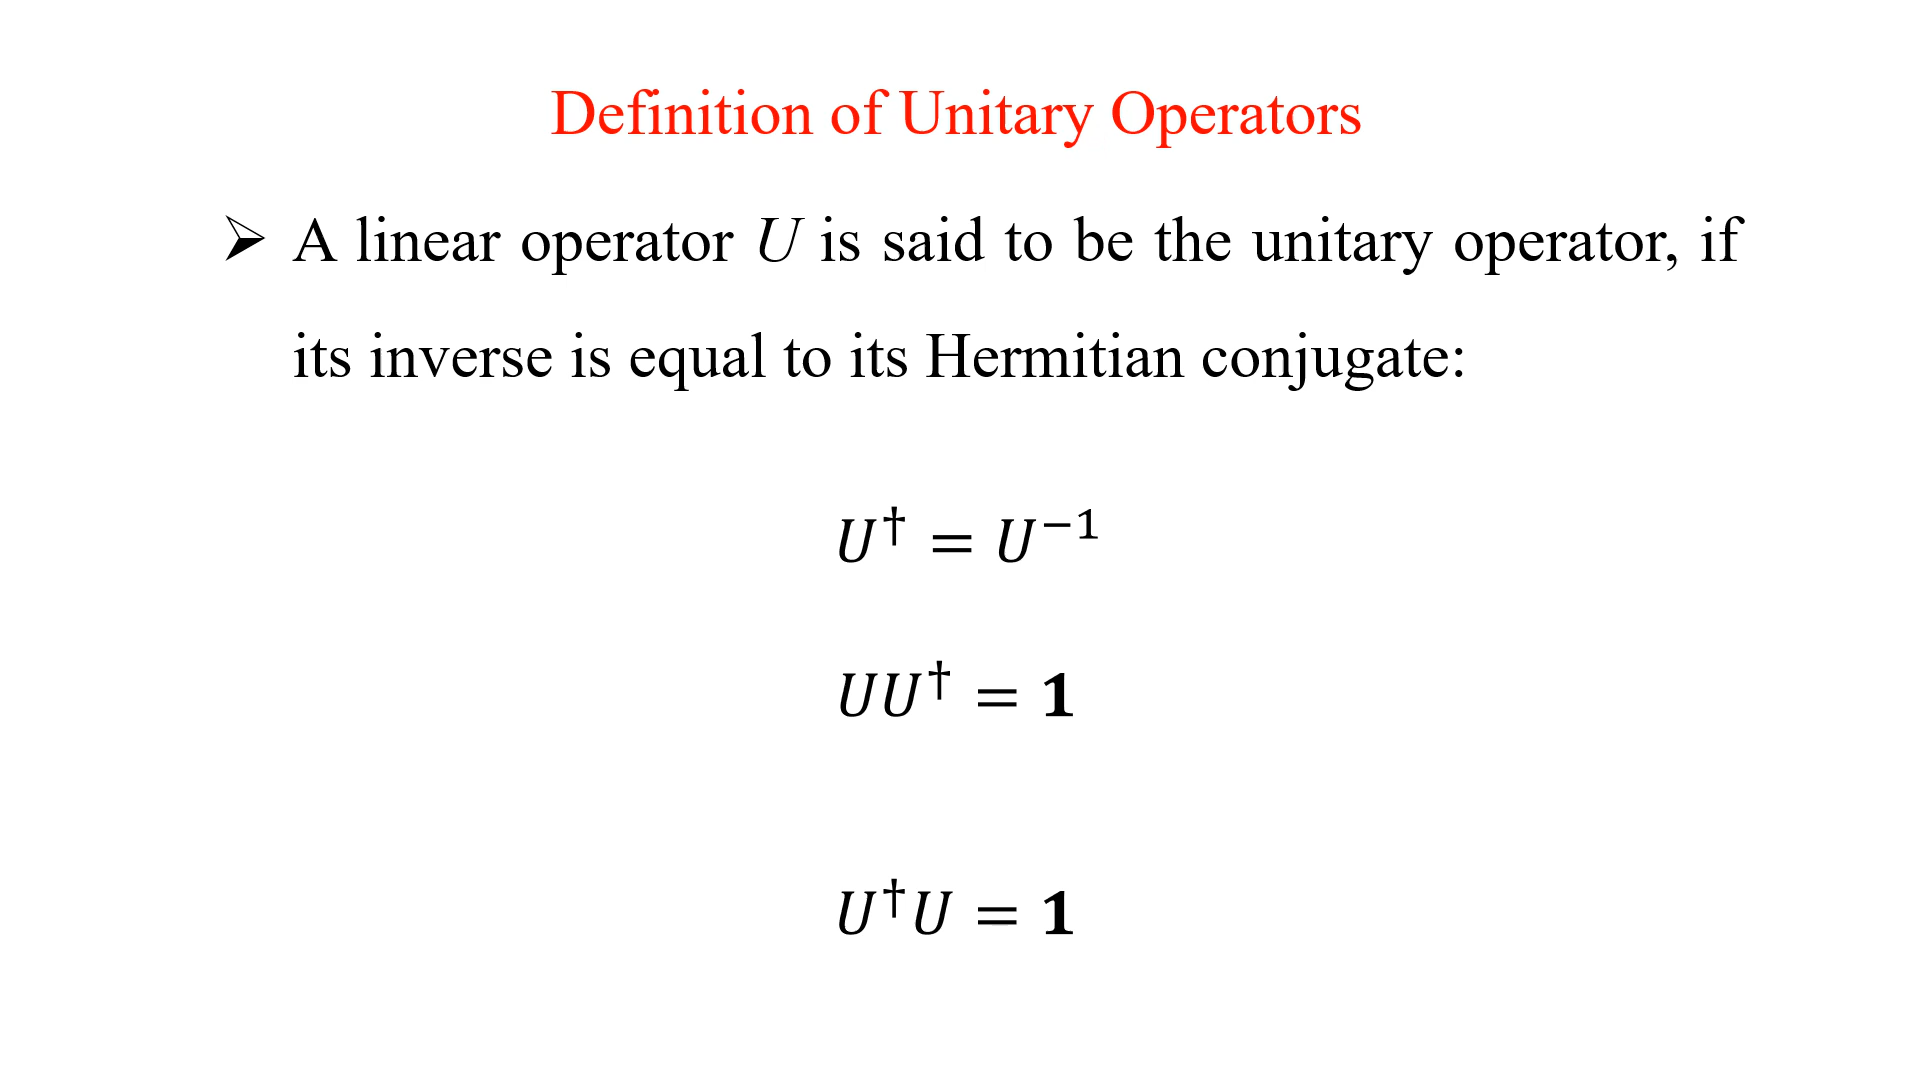 Definition of Unitary Operators
➢ A linear operator U is said to be the unitary operator, if
its inverse is equal to its Hermitian conjugate:
U† = U⁻¹
UU† = 𝟏
U†U = 𝟏